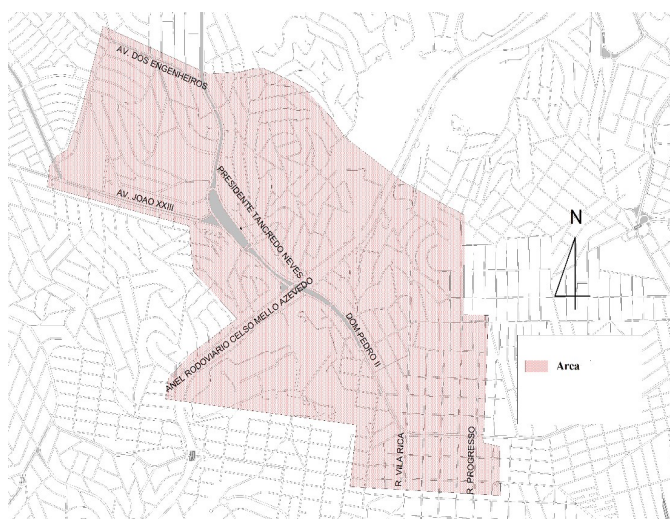 AV. DOS ENGENHEIROS
PRESIDENTE TANCREDO NEVES
AV. JOAO XXIII
N
ANEL RODOVIARIO CELSO MELLO AZEVEDO
DOM PEDRO II
Area
R. VILA RICA
R. PROGRESSO